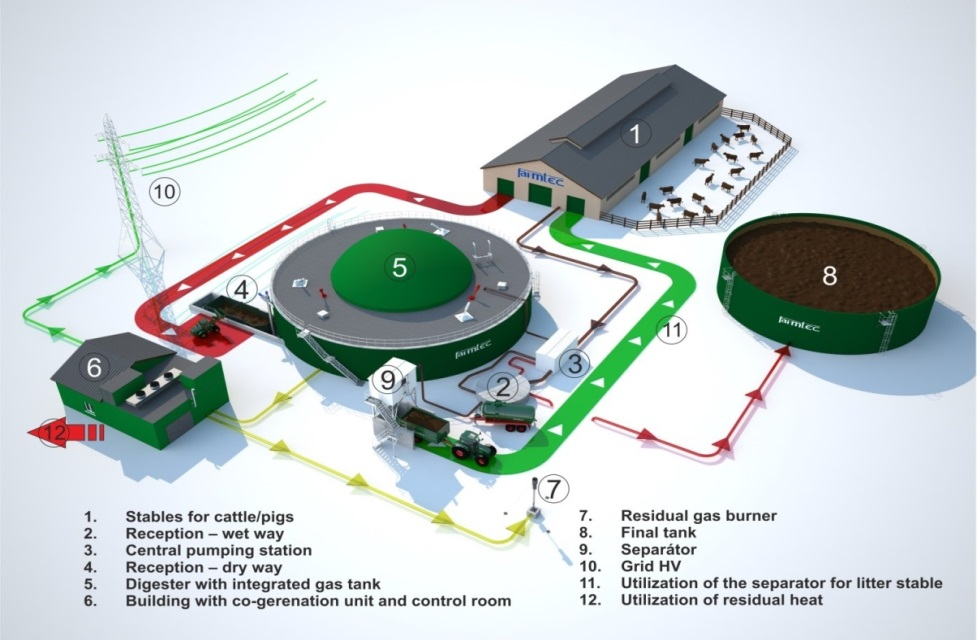 10
1
farmtec
5
4
8
farmtec
11
farmtec
6
3
9
2
12
7
1. Stables for cattle/pigs
2. Reception – wet way
3. Central pumping station
4. Reception – dry way
5. Digester with integrated gas tank
6. Building with co-gerenation unit and control room
7. Residual gas burner
8. Final tank
9. Separátor
10. Grid HV
11. Utilization of the separator for litter stable
12. Utilization of residual heat